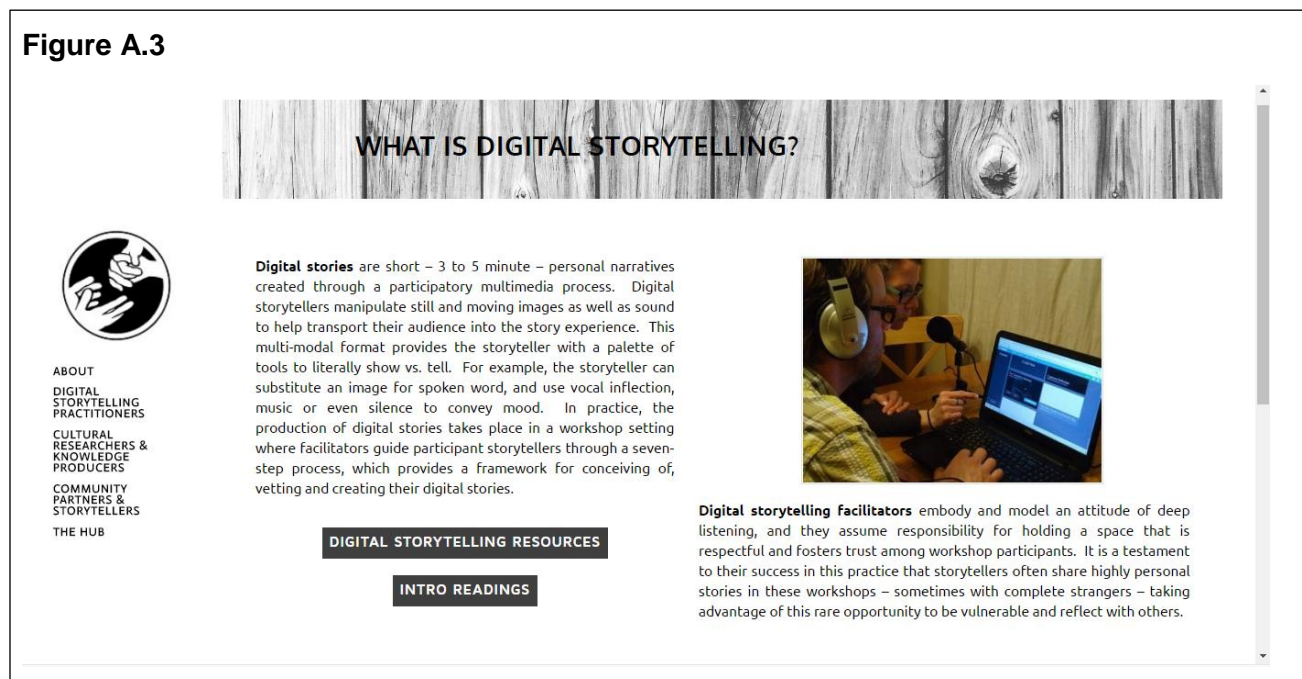 Figure A.3
WHAT IS DIGITAL STORYTELLING?
ABOUT
DIGITAL
STORYTELLING
PRACTITIONERS
CULTURAL
RESEARCHERS &
KNOWLEDGE
PRODUCERS
COMMUNITY
PARTNERS &
STORYTELLERS
THE HUB
Digital stories are short – 3 to 5 minute – personal narratives
created through a participatory multimedia process. Digital
storytellers manipulate still and moving images as well as sound
to help transport their audience into the story experience. This
multi-modal format provides the storyteller with a palette of
tools to literally show vs. tell. For example, the storyteller can
substitute an image for spoken word, and use vocal inflection,
music or even silence to convey mood. In practice, the
production of digital stories takes place in a workshop setting
where facilitators guide participant storytellers through a seven-
step process, which provides a framework for conceiving of,
vetting and creating their digital stories.
DIGITAL STORYTELLING RESOURCES
INTRO READINGS
Digital storytelling facilitators embody and model an attitude of deep
listening, and they assume responsibility for holding a space that is
respectful and fosters trust among workshop participants. It is a testament
to their success in this practice that storytellers often share highly personal
stories in these workshops – sometimes with complete strangers – taking
advantage of this rare opportunity to be vulnerable and reflect with others.